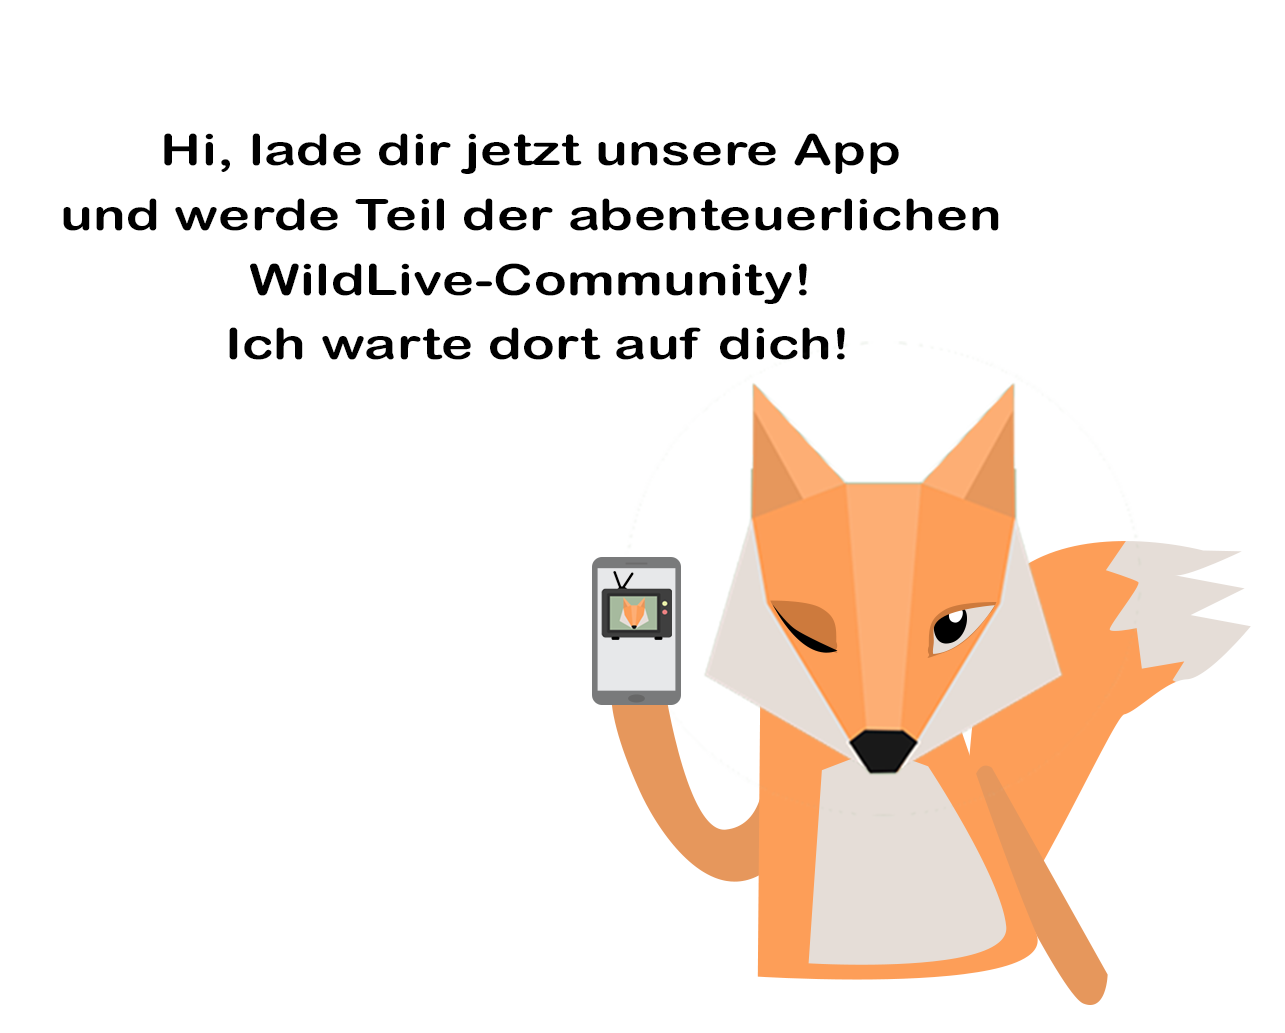 Hi, lade dir jetzt unsere App
und werde Teil der abenteuerlichen
WildLive-Community!
Ich warte dort auf dich!